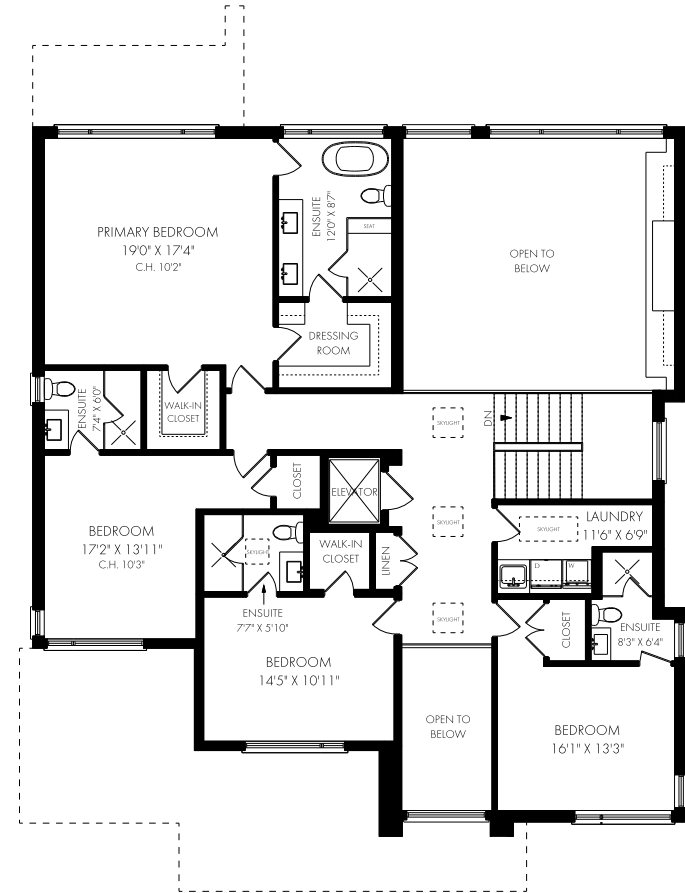 PRIMARY BEDROOM
19'0" X 17'4"
C.H. 10'2"
ENSUITE
12'0" X 8'7"
SEAT
OPEN TO
BELOW
DRESSING
ROOM
ENSUITE
7'4" X 6'0"
WALK-IN
CLOSET
SKYLIGHT
DN.
CLOSET
ELEVATOR
BEDROOM
17'2" X 13'11"
C.H. 10'3"
SKYLIGHT
SKYLIGHT
LAUNDRY
11'6" X 6'9"
SKYLIGHT
WALK-IN
CLOSET
LINEN
D
W
ENSUITE
7'7" X 5'10"
SKYLIGHT
CLOSET
ENSUITE
8'3" X 6'4"
BEDROOM
14'5" X 10'11"
OPEN TO
BELOW
BEDROOM
16'1" X 13'3"